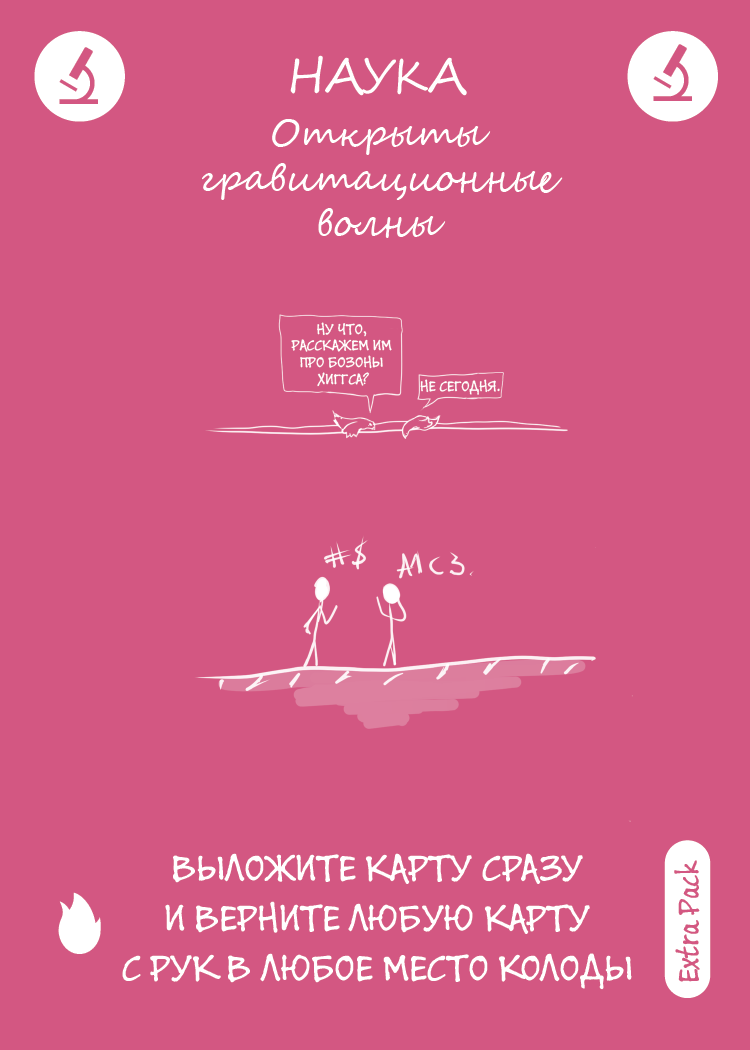 НАУКА
Открыты
гравитационные
волны
НУ ЧТО,
РАССКАЖЕМ ИМ
ПРО БОЗОНЫ
ХИГГСА?
НЕ СЕГОДНЯ.
#$
А1С3.
ВЫЛОЖИТЕ КАРТУ СРАЗУ
И ВЕРНИТЕ ЛЮБУЮ КАРТУ
С РУК В ЛЮБОЕ МЕСТО КОЛОДЫ
Extra Pack